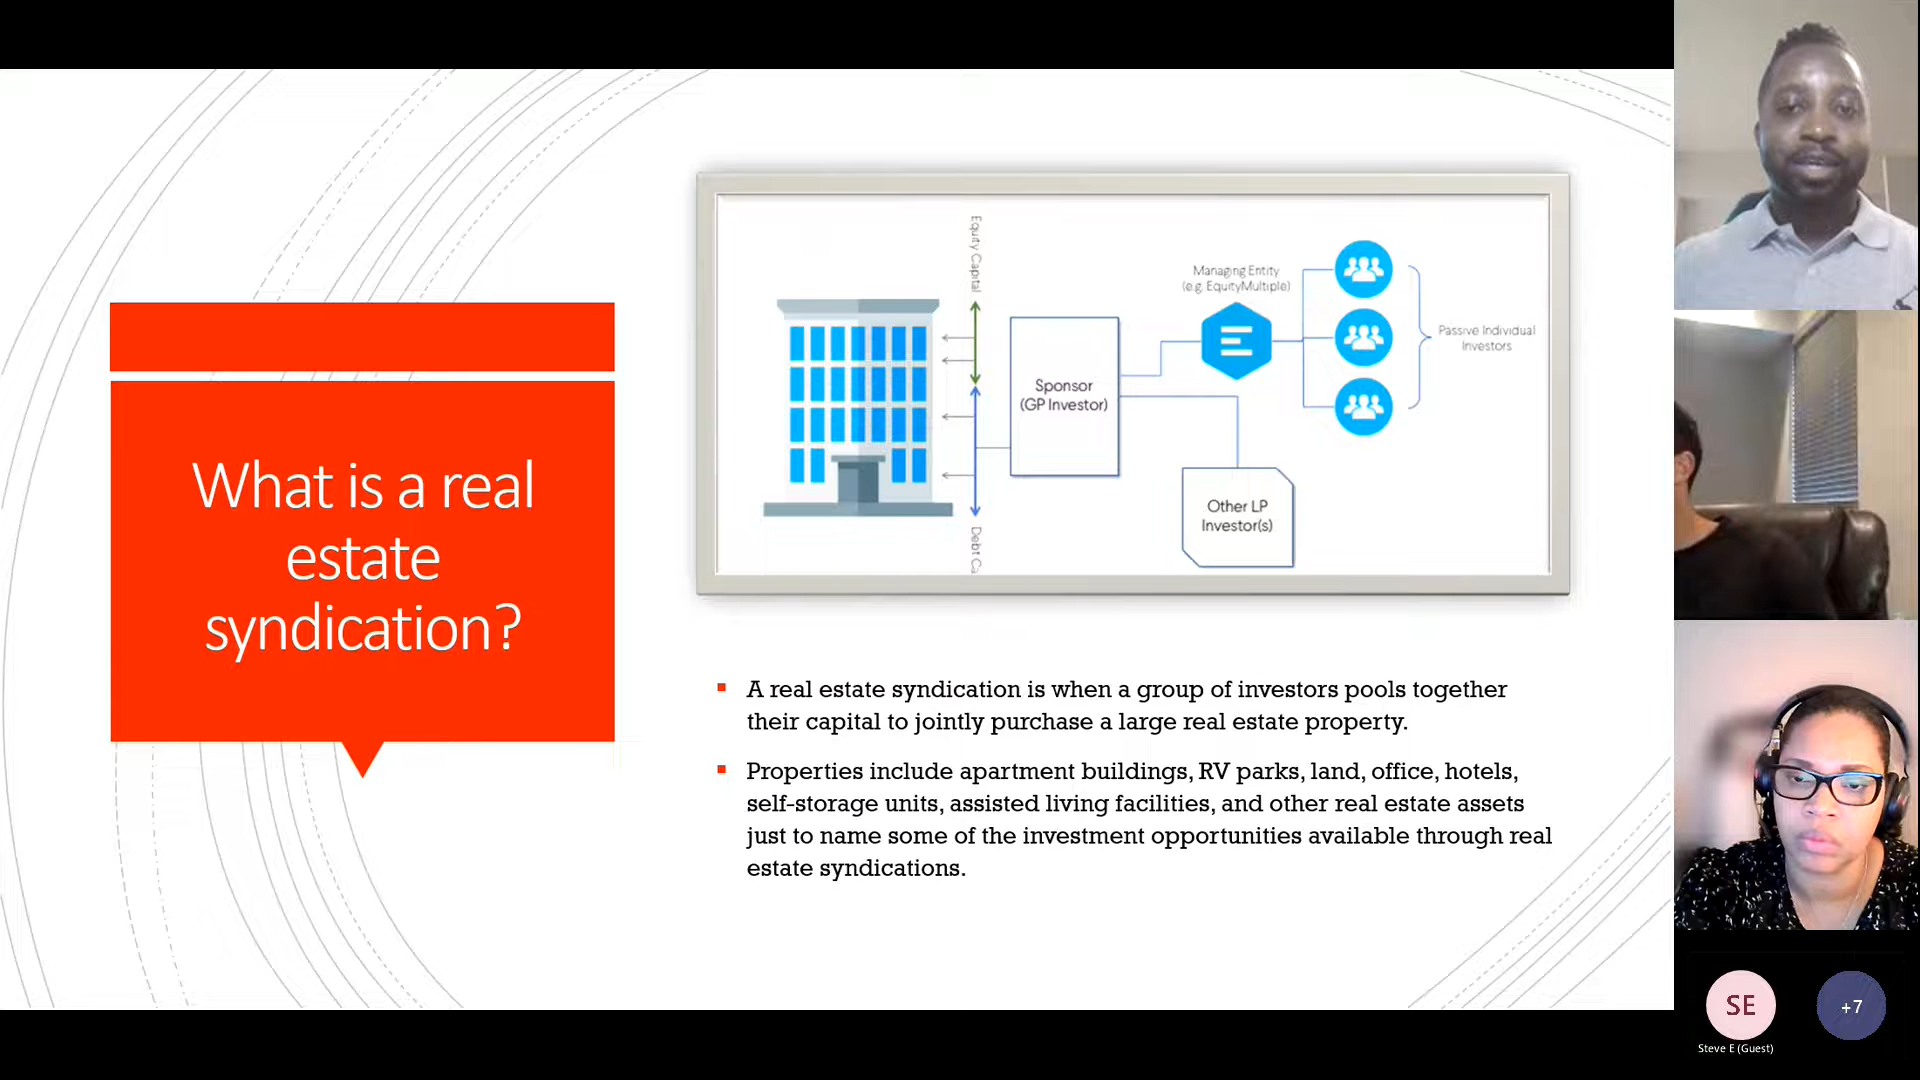 What is a real
estate
syndication?
Equity Capital
Debt Ca
Sponsor
(GP Investor)
Managing Entity
(e.g. EquityMultiple)
Passive Individual
Investors
Other LP
Investor(s)
A real estate syndication is when a group of investors pools together
their capital to jointly purchase a large real estate property.
Properties include apartment buildings, RV parks, land, office, hotels,
self-storage units, assisted living facilities, and other real estate assets
just to name some of the investment opportunities available through real
estate syndications.
SE
+7
Steve E (Guest)